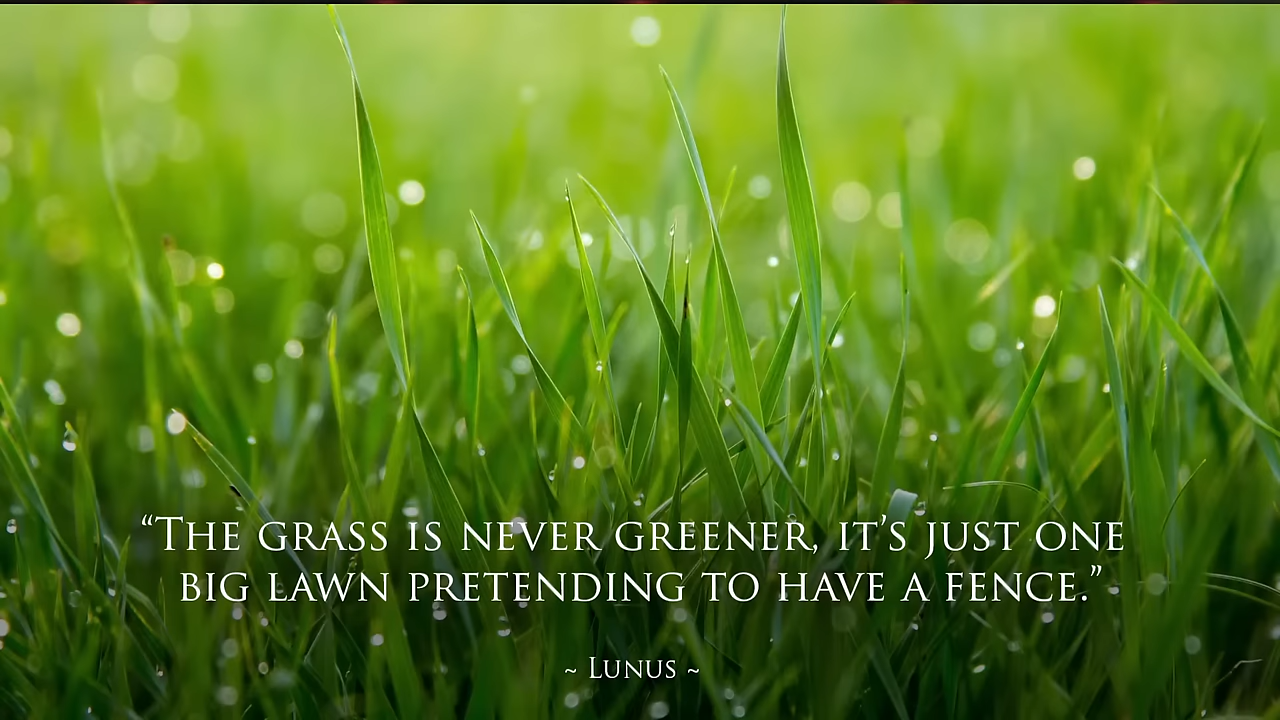 “The grass is never greener, it’s just one
big lawn pretending to have a fence.”
~ Lunus ~